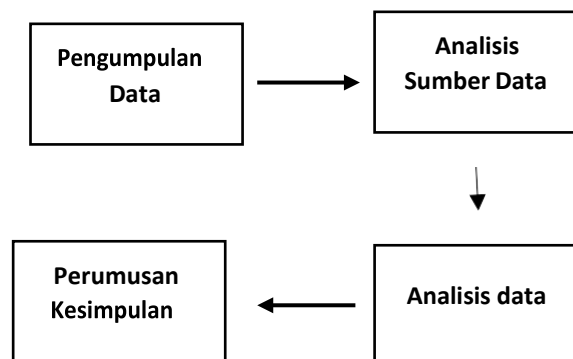 Pengumpulan
Data
Analisis
Sumber Data
Analisis data
Perumusan
Kesimpulan